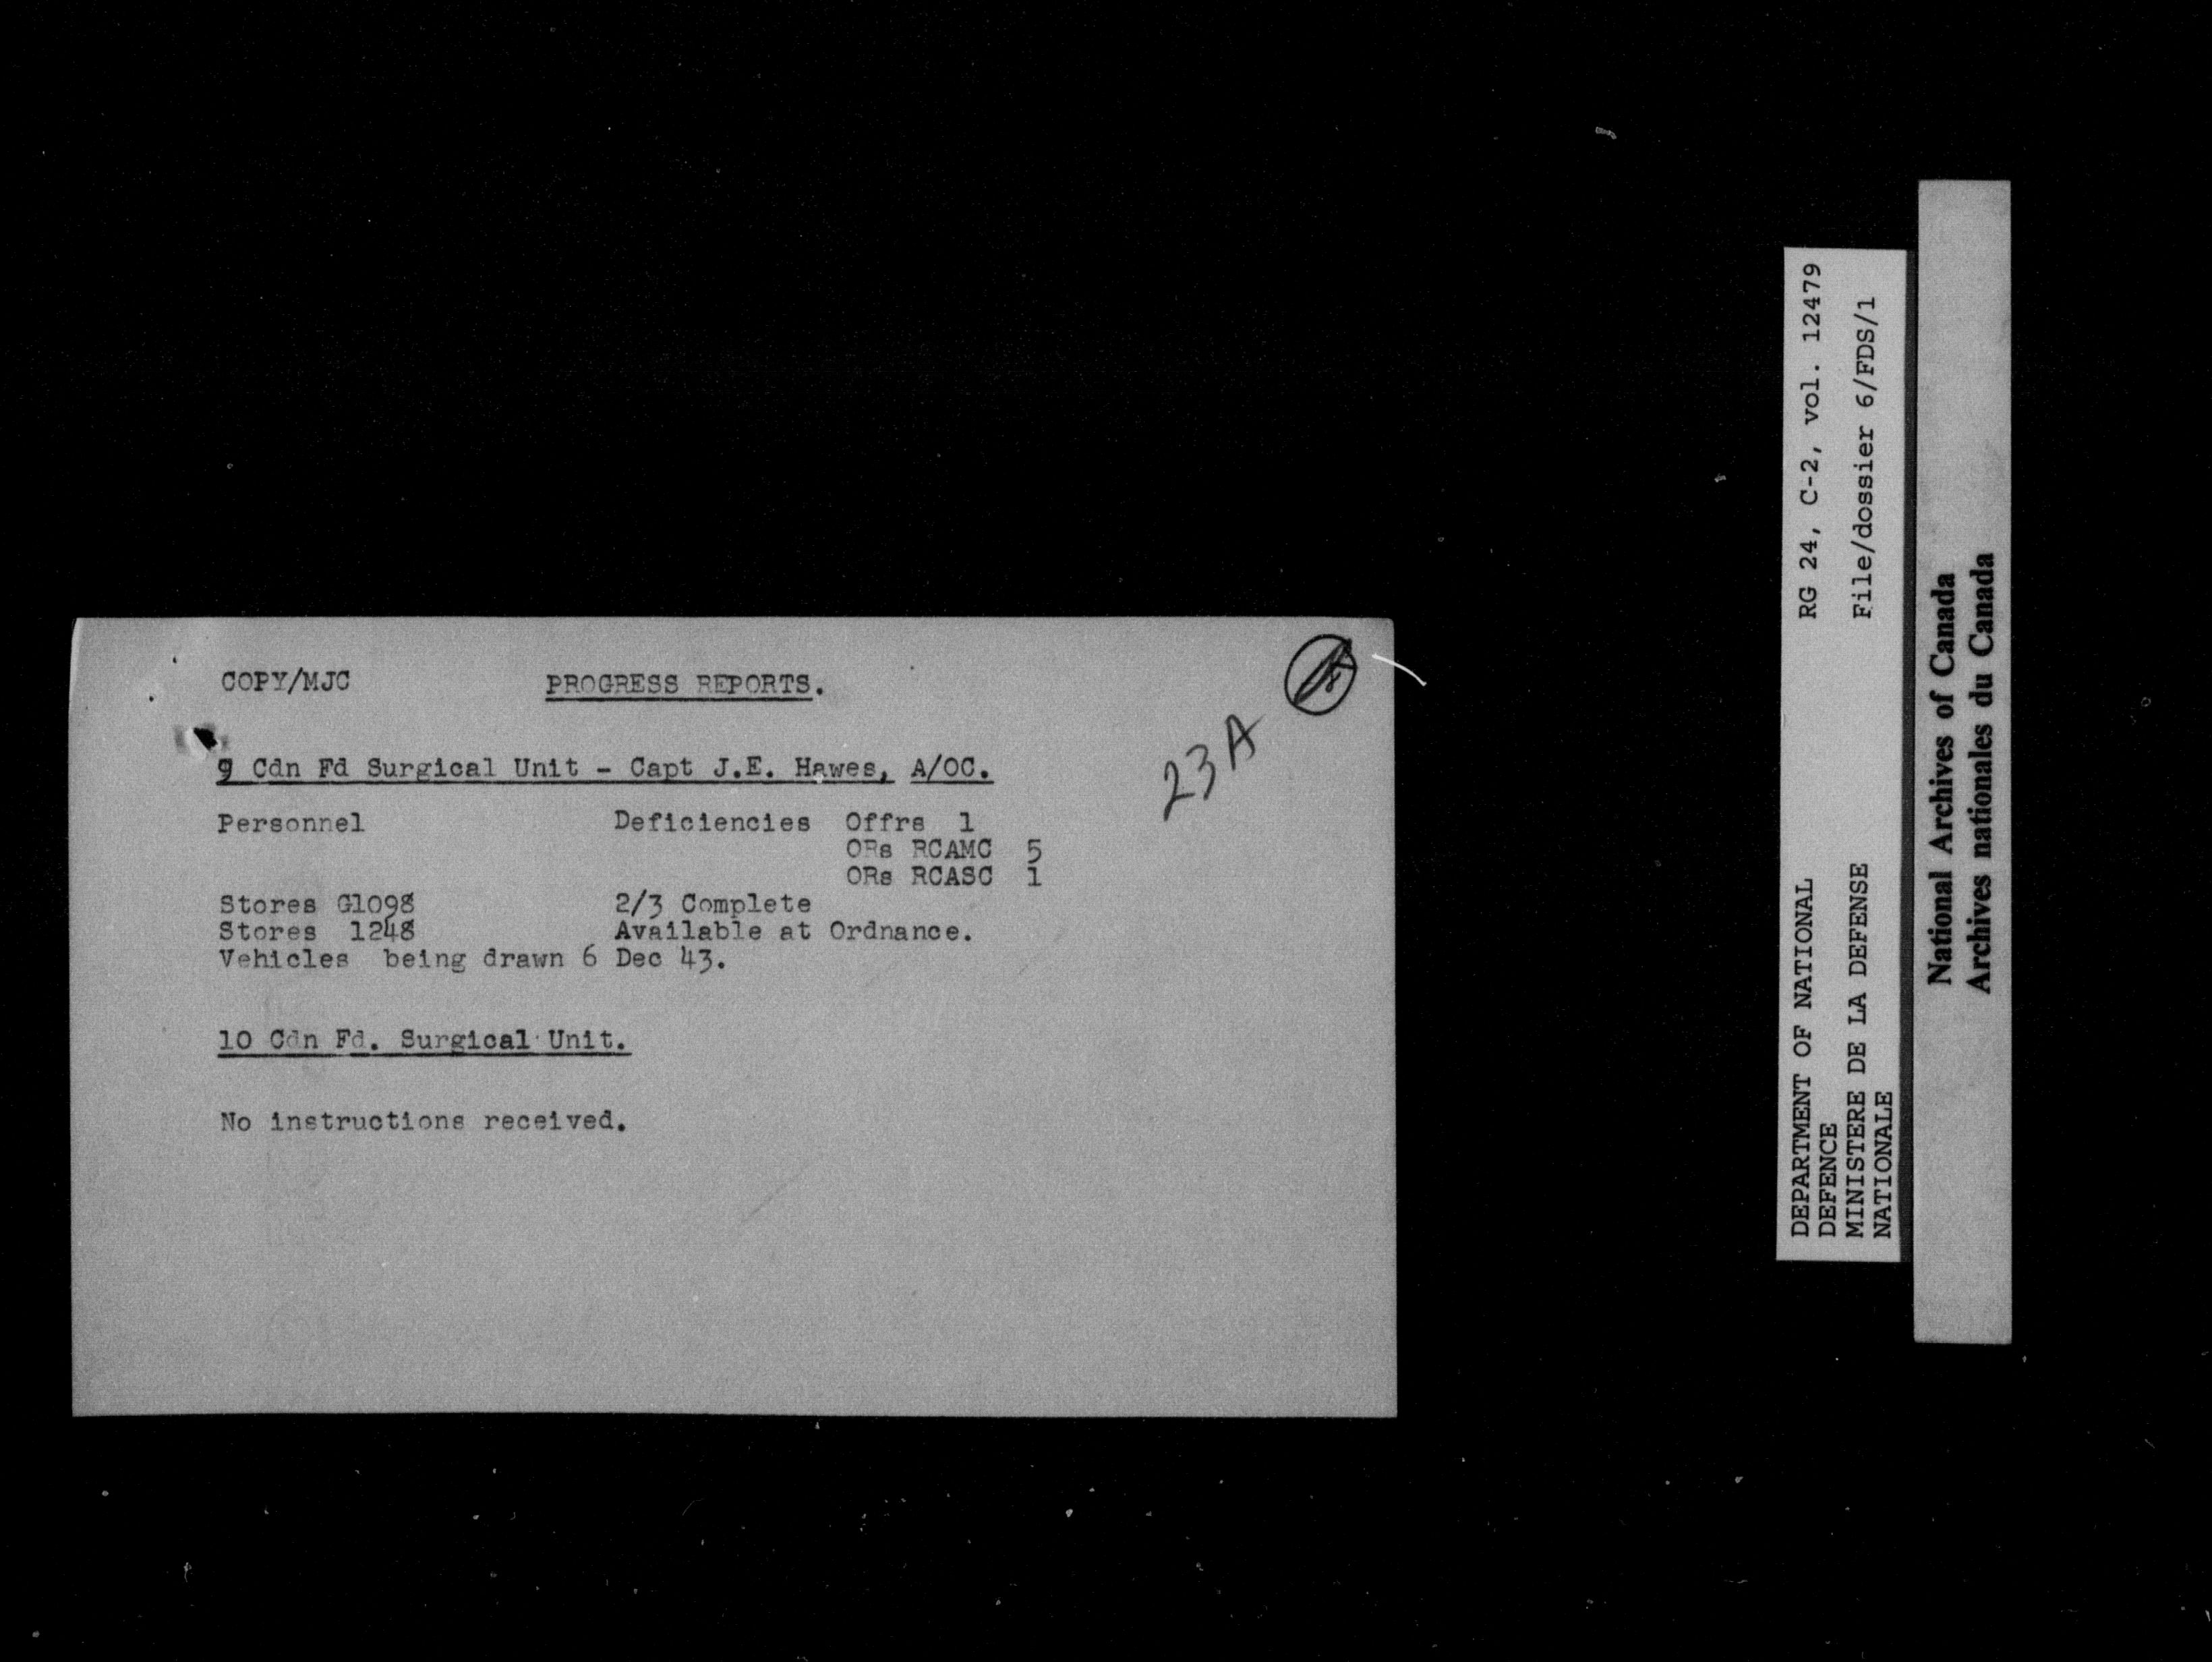 COPY/MJC PROGRESS REPORTS.
23A
9 Cdn Fd Surgical Unit - Capt J.E. Hawes, A/OC.
Personnel Deficiencies Offrs 1
ORs RCAMC 5
ORs RCASC 1
Stores G1098 2/3 Complete
Stores 1248 Available at Ordnance.
Vehicles being drawn 6 Dec 43.
10 Cdn Fd. Surgical Unit.
No instructions received.
DEPARTMENT OF NATIONAL RG 24, C-2, vol. 12479
DEFENCE
MINISTERE DE LA DEFENSE File/dossier 6/FDS/1
NATIONALE
National Archives of Canada
Archives nationales du Canada